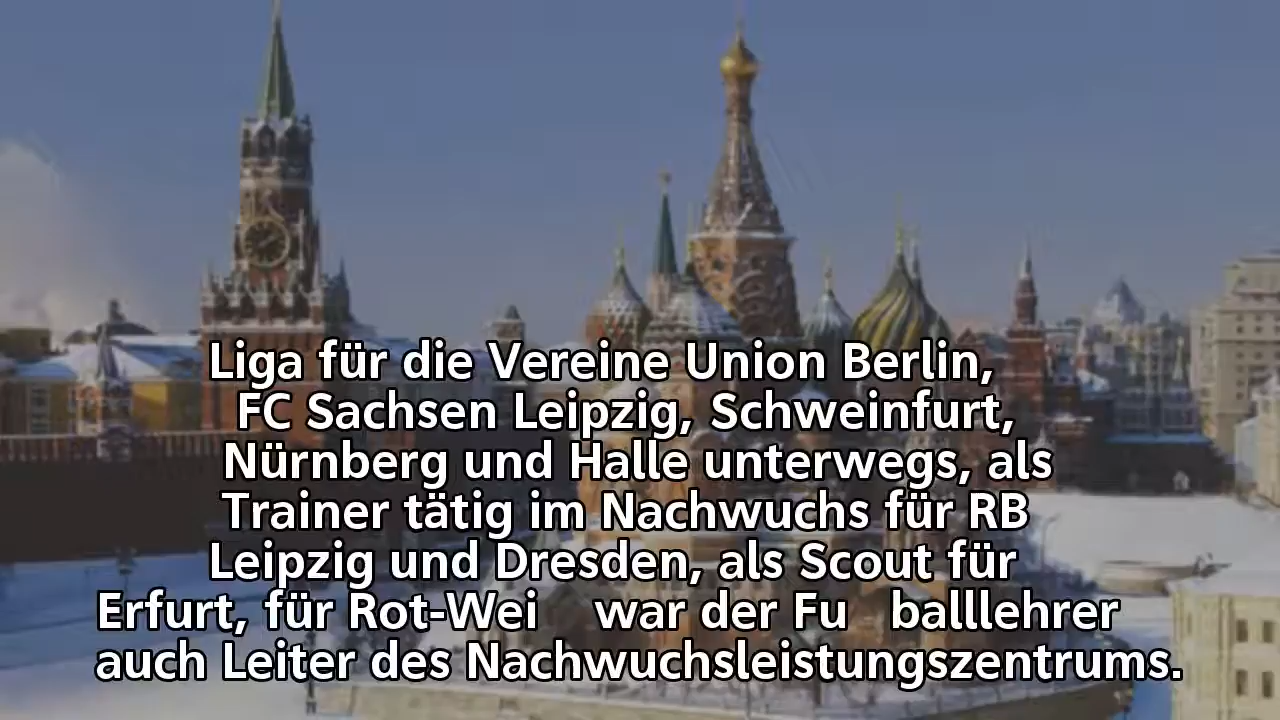 Liga für die Vereine Union Berlin,
FC Sachsen Leipzig, Schweinfurt,
Nürnberg und Halle unterwegs, als
Trainer tätig im Nachwuchs für RB
Leipzig und Dresden, als Scout für
Erfurt, für Rot-Wei war der Fu balllehrer
auch Leiter des Nachwuchsleistungszentrums.